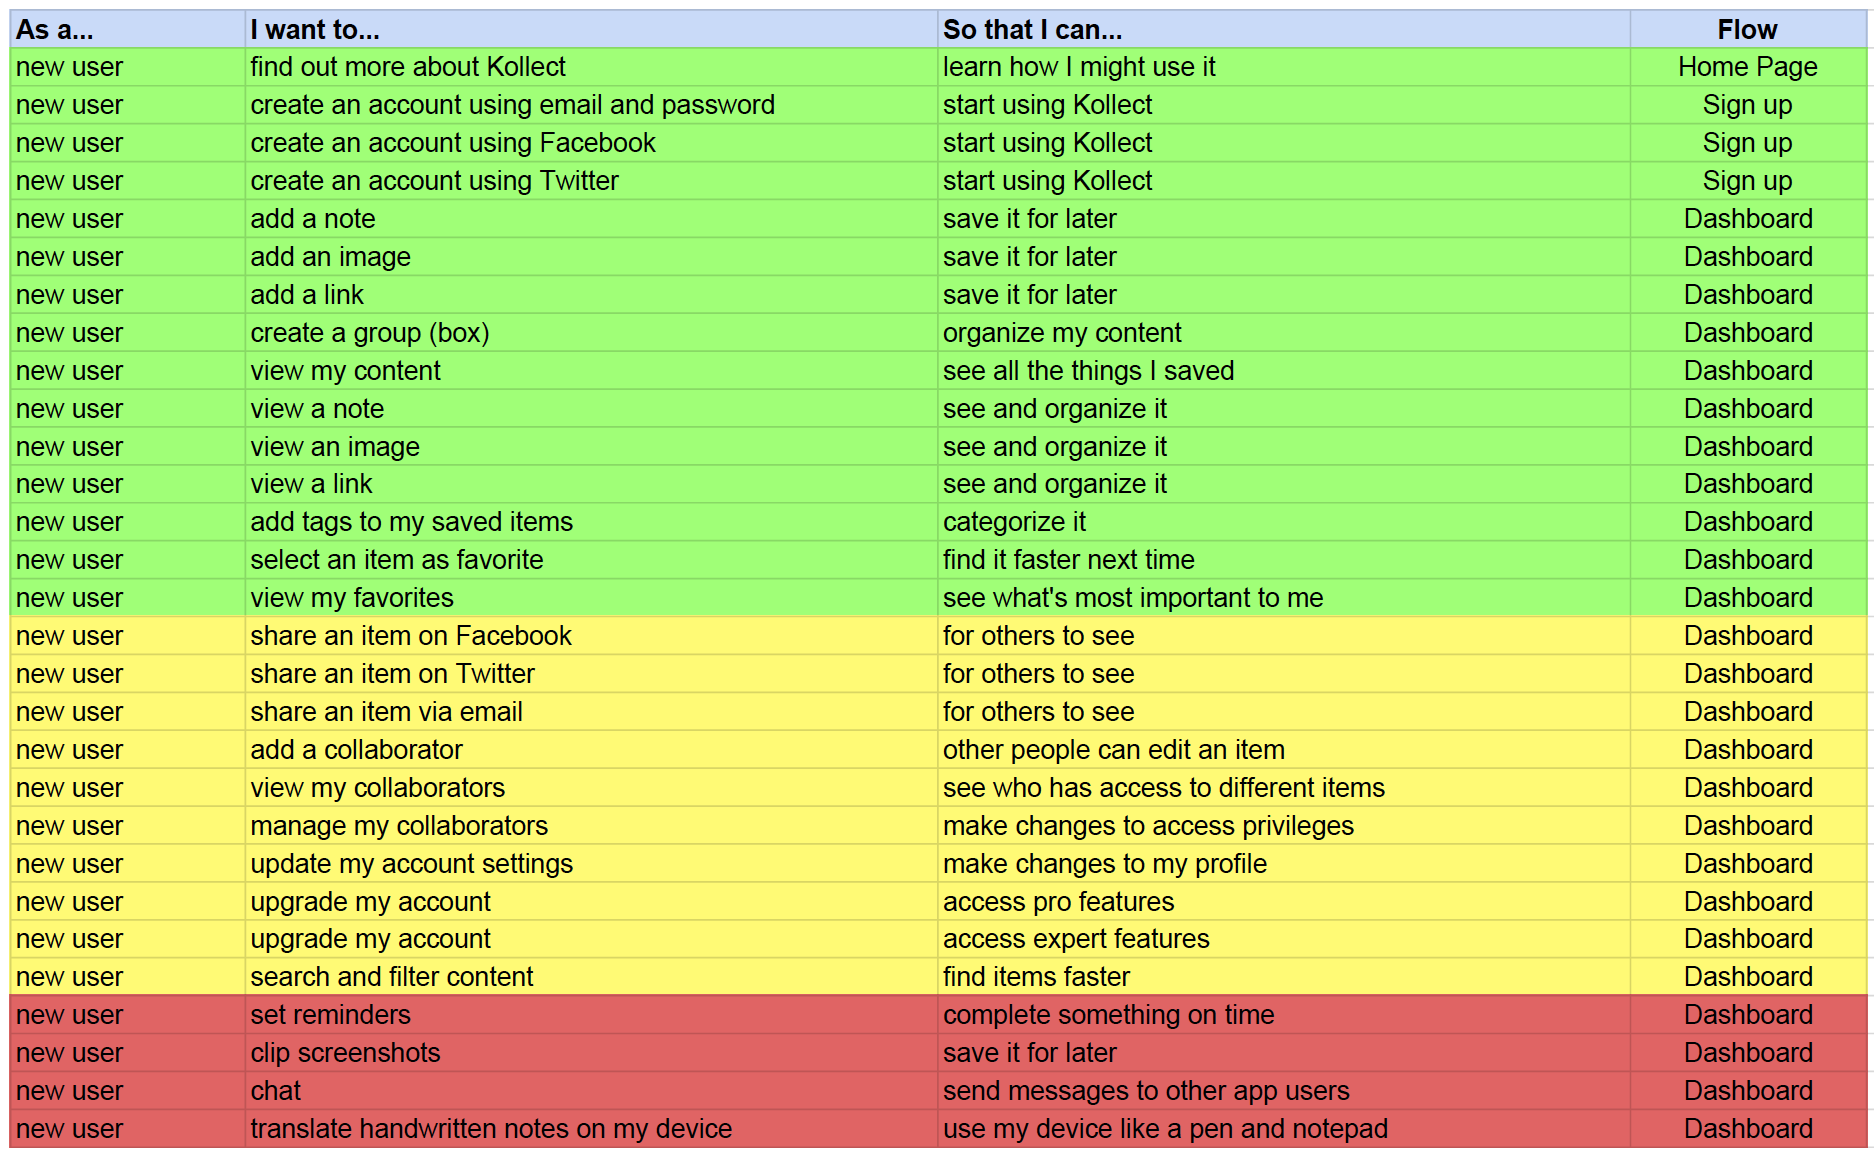 As a... I want to... So that I can... Flow
new user find out more about Kollect learn how I might use it Home Page
new user create an account using email and password start using Kollect Sign up
new user create an account using Facebook start using Kollect Sign up
new user create an account using Twitter start using Kollect Sign up
new user add a note save it for later Dashboard
new user add an image save it for later Dashboard
new user add a link save it for later Dashboard
new user create a group (box) organize my content Dashboard
new user view my content see all the things I saved Dashboard
new user view a note see and organize it Dashboard
new user view an image see and organize it Dashboard
new user view a link see and organize it Dashboard
new user add tags to my saved items categorize it Dashboard
new user select an item as favorite find it faster next time Dashboard
new user view my favorites see what's most important to me Dashboard
new user share an item on Facebook for others to see Dashboard
new user share an item on Twitter for others to see Dashboard
new user share an item via email for others to see Dashboard
new user add a collaborator other people can edit an item Dashboard
new user view my collaborators see who has access to different items Dashboard
new user manage my collaborators make changes to access privileges Dashboard
new user update my account settings make changes to my profile Dashboard
new user upgrade my account access pro features Dashboard
new user upgrade my account access expert features Dashboard
new user search and filter content find items faster Dashboard
new user set reminders complete something on time Dashboard
new user clip screenshots save it for later Dashboard
new user chat send messages to other app users Dashboard
new user translate handwritten notes on my device use my device like a pen and notepad Dashboard